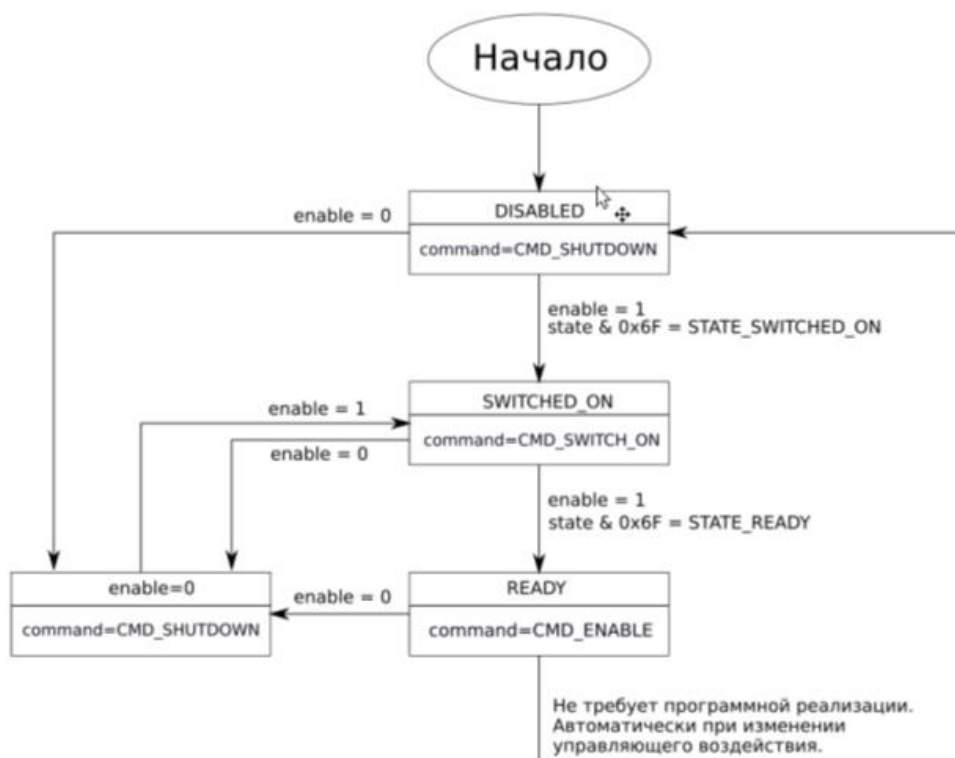 Начало
enable = 0
DISABLED
command=CMD_SHUTDOWN
enable = 1
state & 0x6F = STATE_SWITCHED_ON
enable = 1
SWITCHED_ON
command=CMD_SWITCH_ON
enable = 0
enable = 1
state & 0x6F = STATE_READY
enable=0
command=CMD_SHUTDOWN
enable = 0
READY
command=CMD_ENABLE
Не требует программной реализации.
Автоматически при изменении
управляющего воздействия.